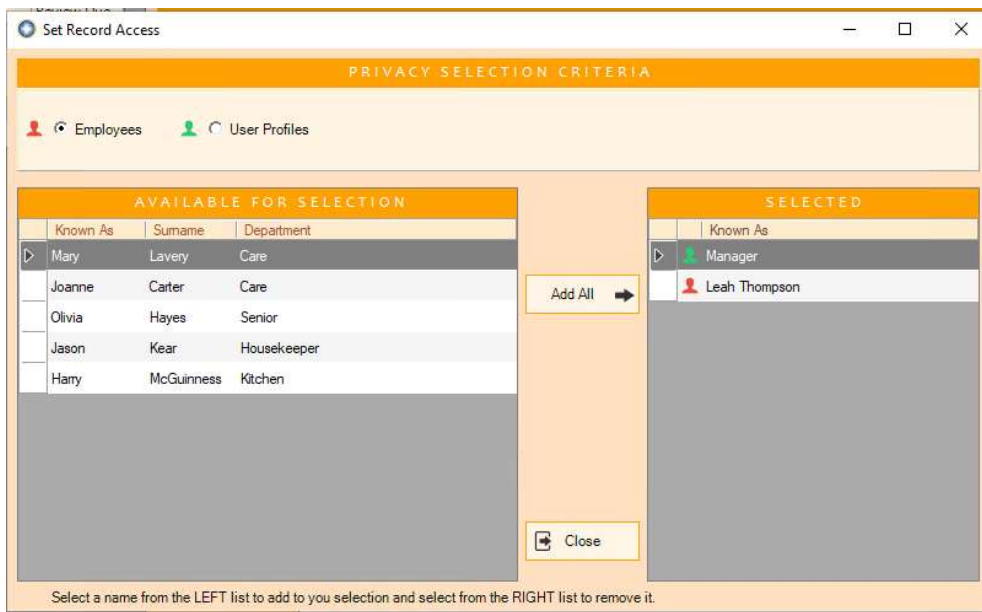 Set Record Access
PRIVACY SELECTION CRITERIA
Employees User Profiles
AVAILABLE FOR SELECTION
Known As Surname Department
Mary Lavery Care
Joanne Carter Care
Olivia Hayes Senior
Jason Kear Housekeeper
Harry McGuinness Kitchen
Add All
Close
SELECTED
Known As
Manager
Leah Thompson
Select a name from the LEFT list to add to you selection and select from the RIGHT list to remove it.